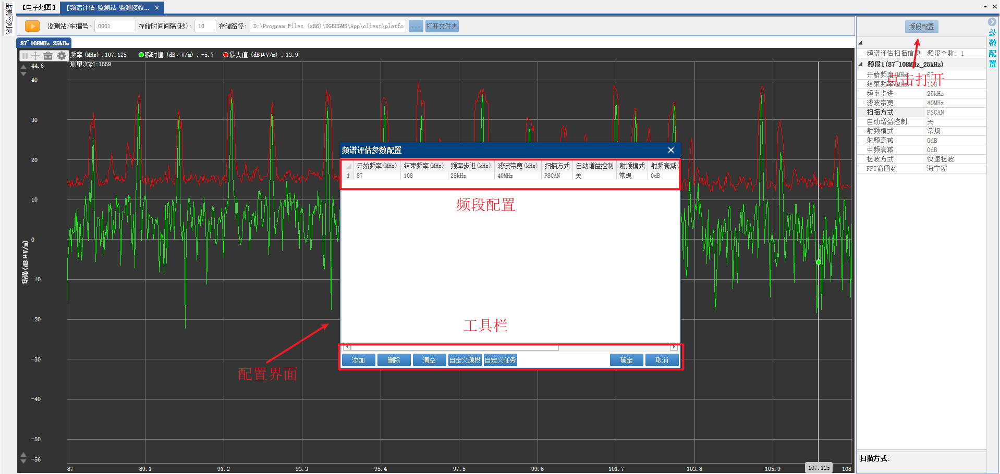 监测网列表
【电子地图】
【频谱评估-监测站-监测接收... ×
监测站/车编号: 0001 存储时间间隔(秒): 10 存储路径: D:\Program Files (x86)\DGBCGMS\App\client\platfo ... 打开文件夹
频段配置
参数配置
87~108MHz_25kHz
频率(MHz):107.125 瞬时值(dBμV/m):-5.7 最大值(dBμV/m):13.9
测量次数:1559
场强(dBμV/m)
44.6
40
30
20
10
0
-10
-20
-30
-40
-50
-56
87 89.1 91.2 93.3 95.4 97.5 99.6 101.7 103.8 105.9 107.125 108
频谱评估扫描信息 频段个数: 1
频段1(87~108MHz_25kHz)
开始频率(MHz) 87
点击打开
结束频率(MHz) 108
频率步进 25kHz
滤波带宽 40MHz
扫描方式 PSCAN
自动增益控制 关
射频模式 常规
射频衰减 0dB
中频衰减 0dB
检波方式 快速检波
FFT窗函数 海宁窗
扫描方式:
频谱评估参数配置
开始频率(MHz) 结束频率(MHz) 频率步进(kHz) 滤波带宽(kHz) 扫描方式 自动增益控制 射频模式 射频衰减(
1 87 108 25kHz 40MHz PSCAN 关 常规 0dB
频段配置
工具栏
添加 删除 清空 自定义频段 自定义任务 确定 取消
配置界面